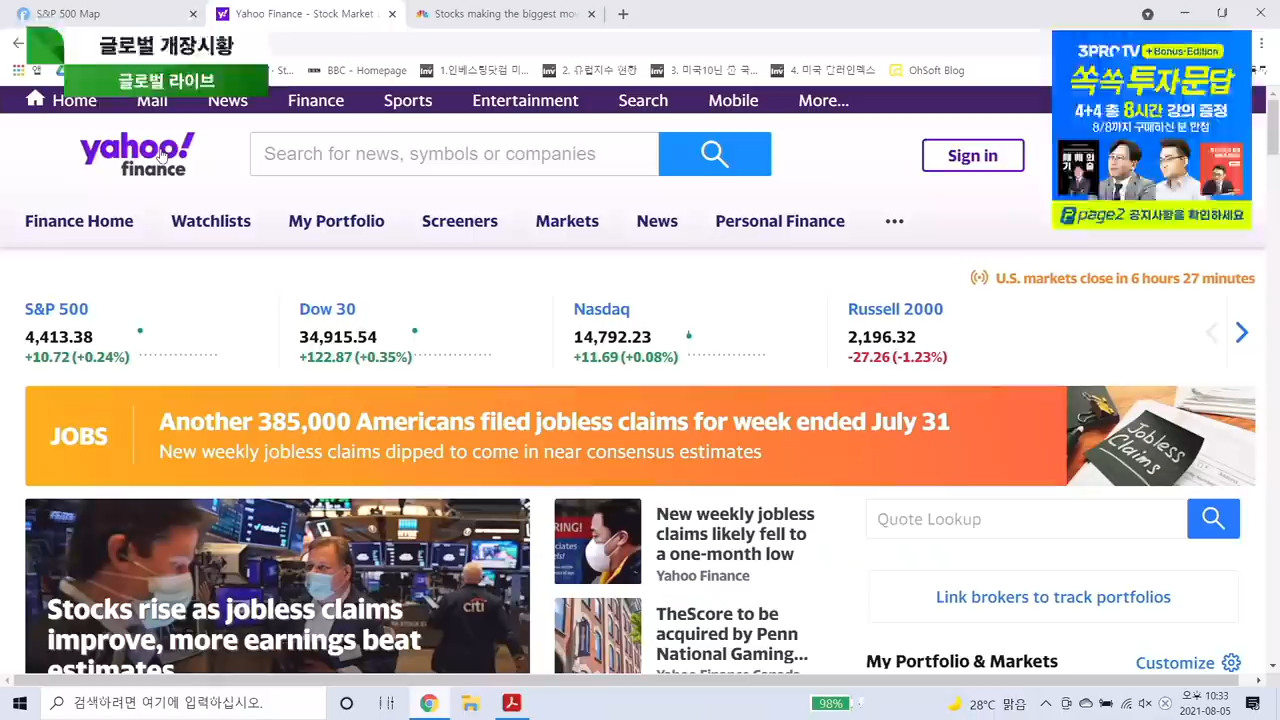 S&P 500 Map
Yahoo Finance - Stock Market
Stocks making the biggest mov
글로벌 개장시황
글로벌 라이브
앱
St...
BBC - Homepage
1.인베스팅닷컴 미...
2. 유럽지수 현황
3. 미국10년 만 국...
4. 미국 달러인덱스
OhSoft Blog
Home
Mail
News
Finance
Sports
Entertainment
Search
Mobile
More...
3PROTV +Bonus-Edition
쏙쏙 투자문답
4+4 총 8시간 강의 증정
8/8까지 구매하신 분 한정
page2 공지사항을 확인하세요
yahoo!
finance
Search for news, symbols or companies
Sign in
Finance Home
Watchlists
My Portfolio
Screeners
Markets
News
Personal Finance
U.S. markets close in 6 hours 27 minutes
S&P 500
4,413.38
+10.72 (+0.24%)
Dow 30
34,915.54
+122.87 (+0.35%)
Nasdaq
14,792.23
+11.69 (+0.08%)
Russell 2000
2,196.32
-27.26 (-1.23%)
JOBS
Another 385,000 Americans filed jobless claims for week ended July 31
New weekly jobless claims dipped to come in near consensus estimates
Jobless
Claims
citi
Stocks rise as jobless claims
improve, more earnings beat
estimates
New weekly jobless
claims likely fell to
a one-month low
Yahoo Finance
TheScore to be
acquired by Penn
National Gaming...
Yahoo Finance Canada
Quote Lookup
Link brokers to track portfolios
My Portfolio & Markets
Customize
검색하려면 여기에 입력하십시오.
98%
28°C 맑음
오후 10:33
2021-08-05